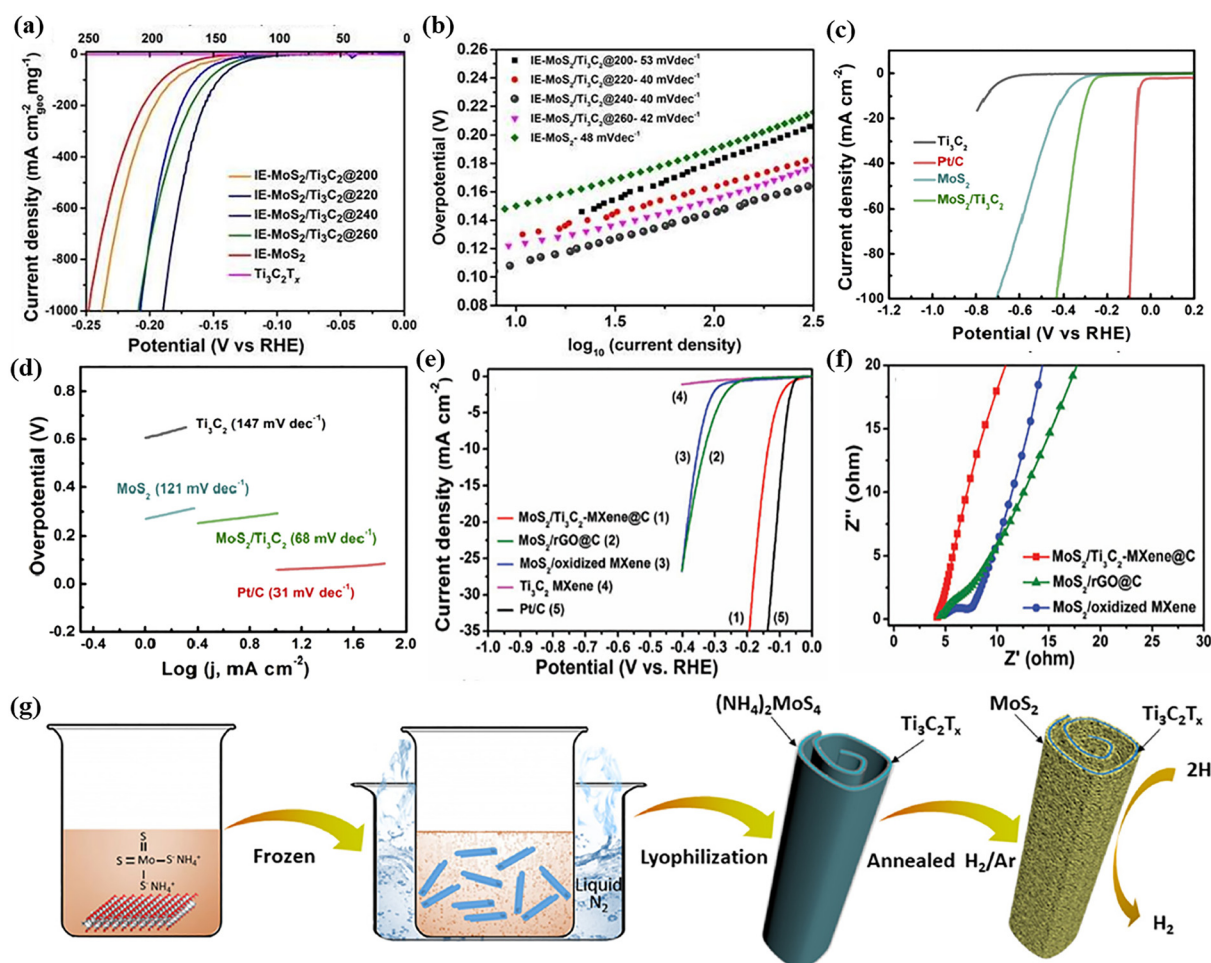 (a)
250 200 150 100 50 0
0
-200
-400
-600
-800
-1000
Current density (mA cm⁻²geo mg⁻¹)
IE-MoS₂/Ti₃C₂@200
IE-MoS₂/Ti₃C₂@220
IE-MoS₂/Ti₃C₂@240
IE-MoS₂/Ti₃C₂@260
IE-MoS₂
Ti₃C₂Tₓ
-0.25 -0.20 -0.15 -0.10 -0.05 0.00
Potential (V vs RHE)
(b)
0.26
0.24
0.22
0.20
0.18
0.16
0.14
0.12
0.10
0.08
Overpotential (V)
IE-MoS₂/Ti₃C₂@200- 53 mVdec⁻¹
IE-MoS₂/Ti₃C₂@220- 40 mVdec⁻¹
IE-MoS₂/Ti₃C₂@240- 40 mVdec⁻¹
IE-MoS₂/Ti₃C₂@260- 42 mVdec⁻¹
IE-MoS₂- 48 mVdec⁻¹
1.0 1.5 2.0 2.5
log₁₀ (current density)
(c)
0
-20
-40
-60
-80
-100
Current density (mA cm⁻²)
Ti₃C₂
Pt/C
MoS₂
MoS₂/Ti₃C₂
-1.2 -1.0 -0.8 -0.6 -0.4 -0.2 0.0 0.2
Potential (V vs RHE)
(d)
0.8
0.6
0.4
0.2
0.0
-0.2
Overpotential (V)
Ti₃C₂ (147 mV dec⁻¹)
MoS₂ (121 mV dec⁻¹)
MoS₂/Ti₃C₂ (68 mV dec⁻¹)
Pt/C (31 mV dec⁻¹)
-0.5 0.0 0.5 1.0 1.5 2.0
Log (j, mA cm⁻²)
(e)
0
-5
-10
-15
-20
-25
-30
-35
Current density (mA cm⁻²)
(4)
(3) (2)
MoS₂/Ti₃C₂-MXene@C (1)
MoS₂/rGO@C (2)
MoS₂/oxidized MXene (3)
Ti₃C₂ MXene (4)
Pt/C (5)
(1) (5)
-1.0 -0.9 -0.8 -0.7 -0.6 -0.5 -0.4 -0.3 -0.2 -0.1 0.0
Potential (V vs. RHE)
(f)
20
15
10
5
0
Z'' (ohm)
MoS₂/Ti₃C₂-MXene@C
MoS₂/rGO@C
MoS₂/oxidized MXene
0 5 10 15 20 25 30
Z' (ohm)
(g)
S
S Mo S⁻NH₄⁺
S⁻NH₄⁺
Frozen
Liquid
N₂
Lyophilization
(NH₄)₂MoS₄
Ti₃C₂Tₓ
Annealed H₂/Ar
MoS₂
Ti₃C₂Tₓ
2H
H₂